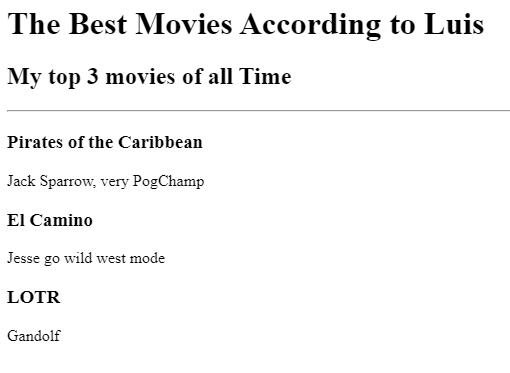 The Best Movies According to Luis
My top 3 movies of all Time
Pirates of the Caribbean
Jack Sparrow, very PogChamp
El Camino
Jesse go wild west mode
LOTR
Gandolf